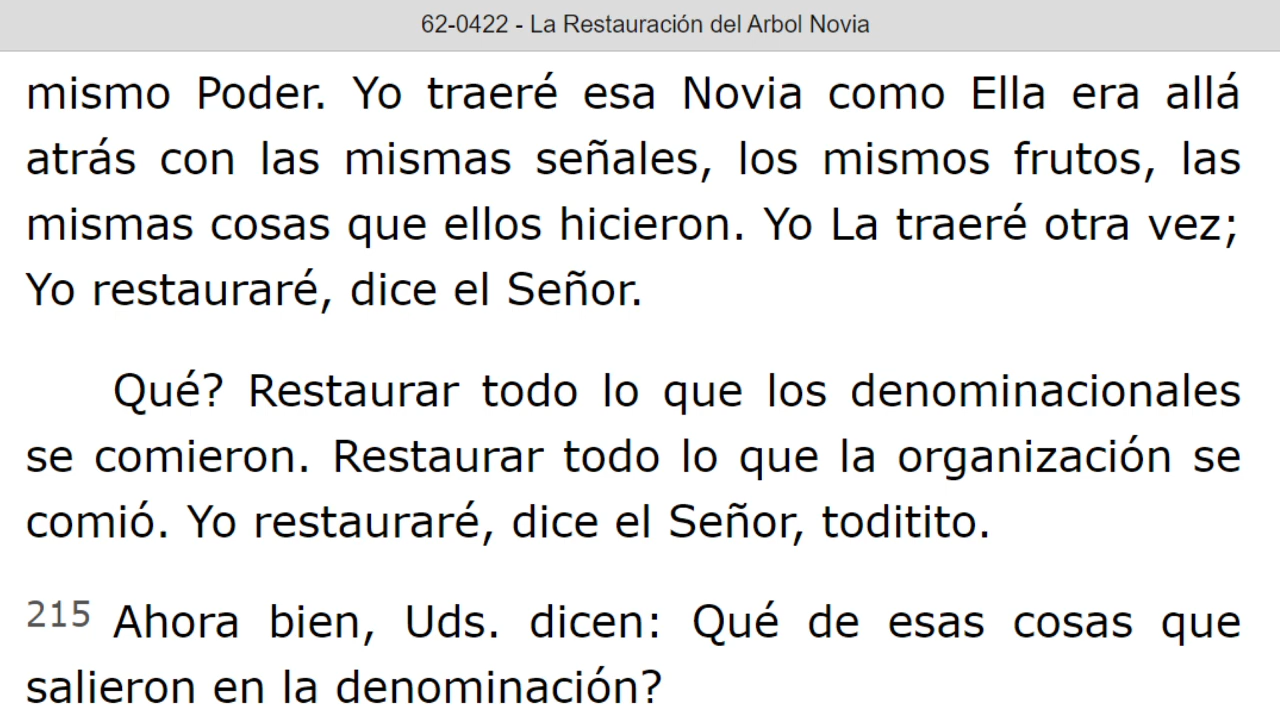 62-0422 - La Restauración del Arbol Novia
mismo Poder. Yo traeré esa Novia como Ella era allá
atrás con las mismas señales, los mismos frutos, las
mismas cosas que ellos hicieron. Yo La traeré otra vez;
Yo restauraré, dice el Señor.
Qué? Restaurar todo lo que los denominacionales
se comieron. Restaurar todo lo que la organización se
comió. Yo restauraré, dice el Señor, toditito.
215 Ahora bien, Uds. dicen: Qué de esas cosas que
salieron en la denominación?